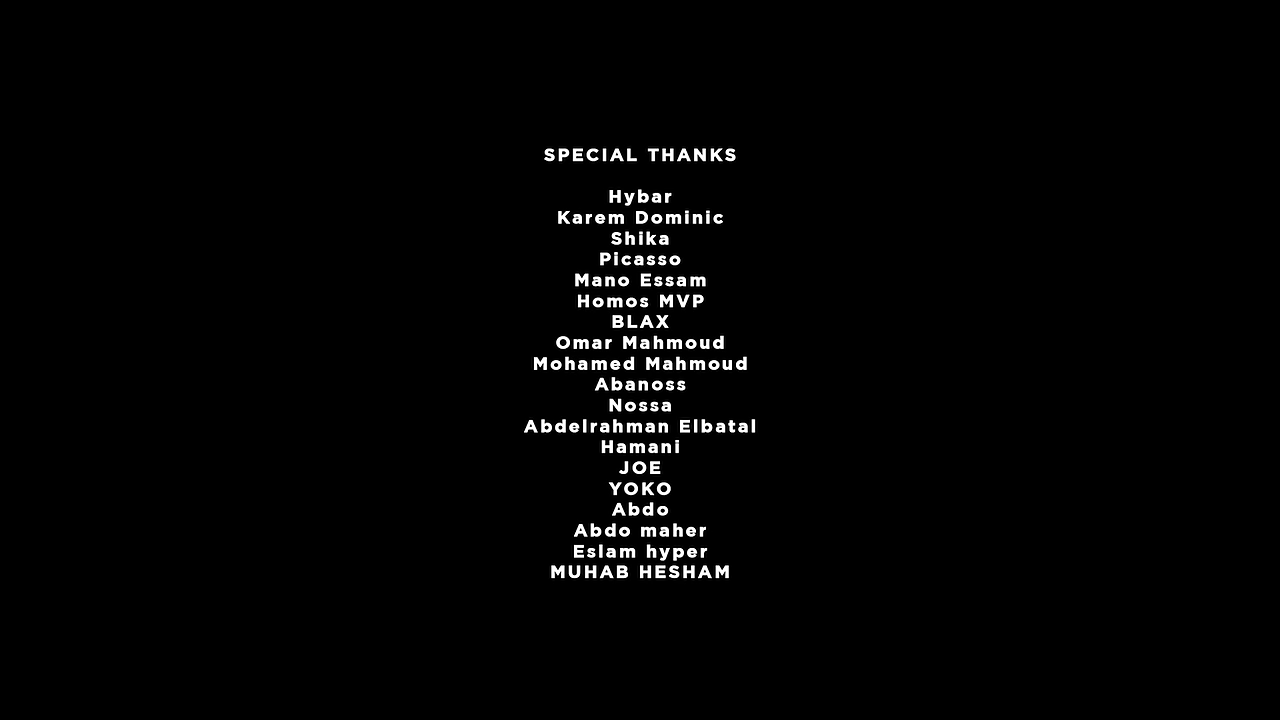 SPECIAL THANKS
Hybar
Karem Dominic
Shika
Picasso
Mano Essam
Homos MVP
BLAX
Omar Mahmoud
Mohamed Mahmoud
Abanoss
Nossa
Abdelrahman Elbatal
Hamani
JOE
YOKO
Abdo
Abdo maher
Eslam hyper
MUHAB HESHAM